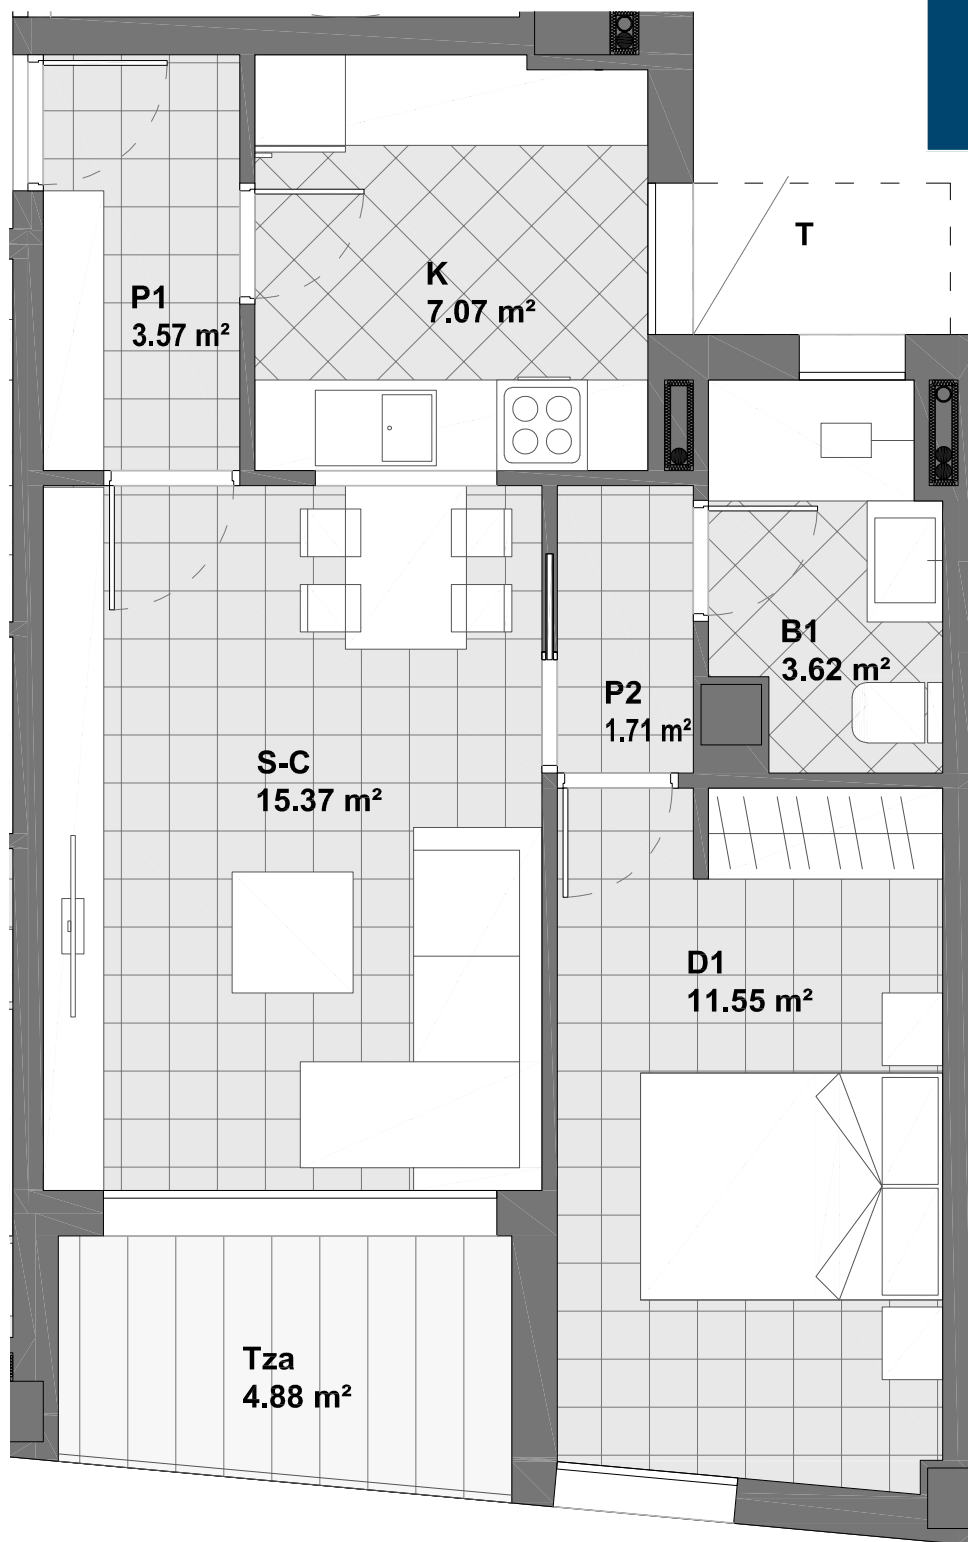 T
K
7.07 m²
P1
3.57 m²
B1
3.62 m²
P2
1.71 m²
S-C
15.37 m²
D1
11.55 m²
Tza
4.88 m²